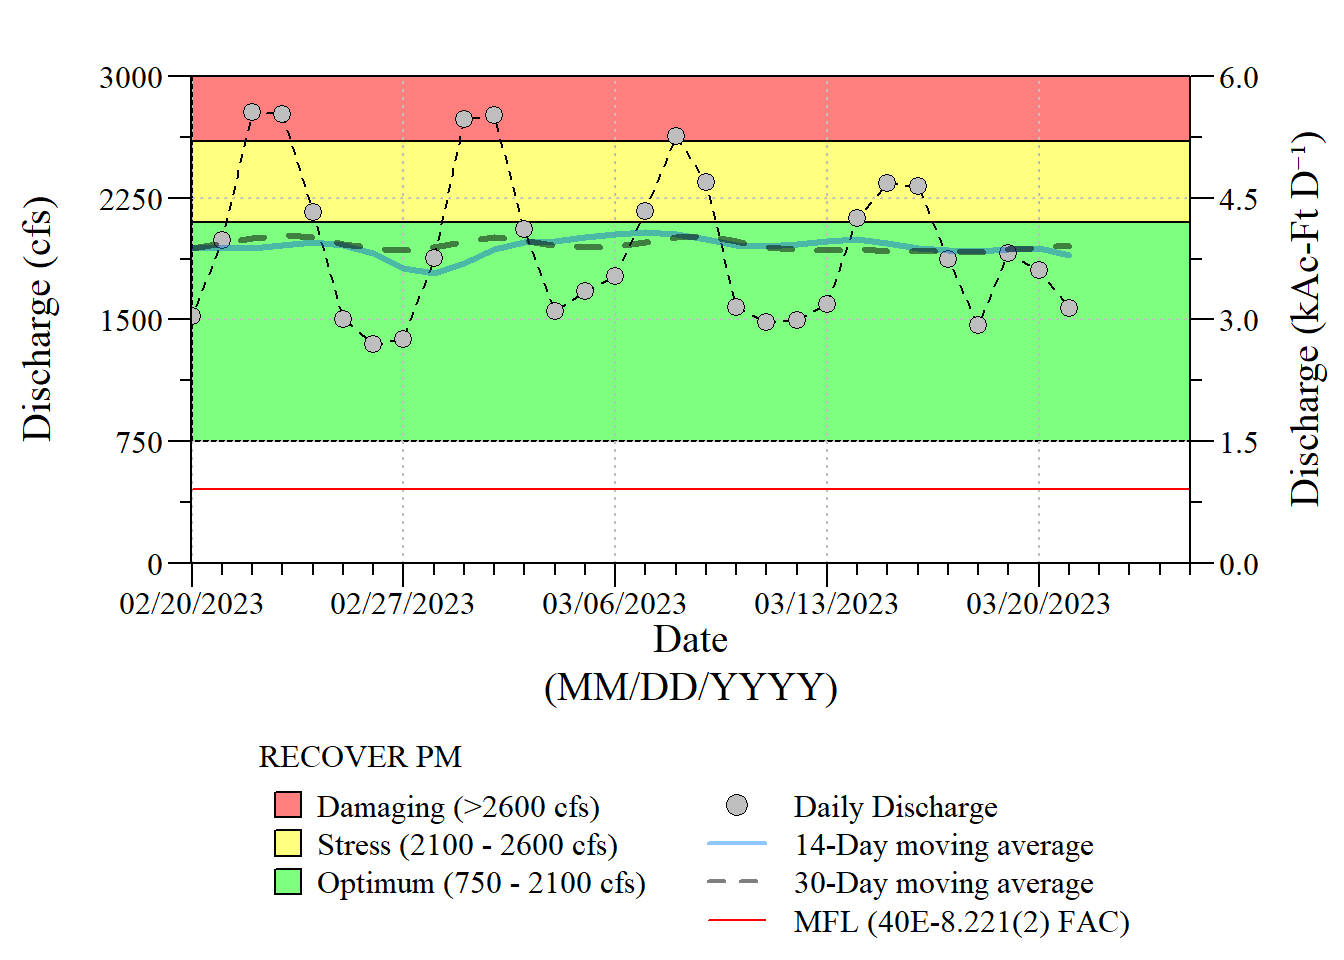 3000
2250
1500
750
0
Discharge (cfs)
6.0
4.5
3.0
1.5
0.0
Discharge (kAc-Ft D⁻¹)
02/20/2023 02/27/2023 03/06/2023 03/13/2023 03/20/2023
Date
(MM/DD/YYYY)
RECOVER PM
Damaging (>2600 cfs)
Stress (2100 - 2600 cfs)
Optimum (750 - 2100 cfs)
Daily Discharge
14-Day moving average
30-Day moving average
MFL (40E-8.221(2) FAC)